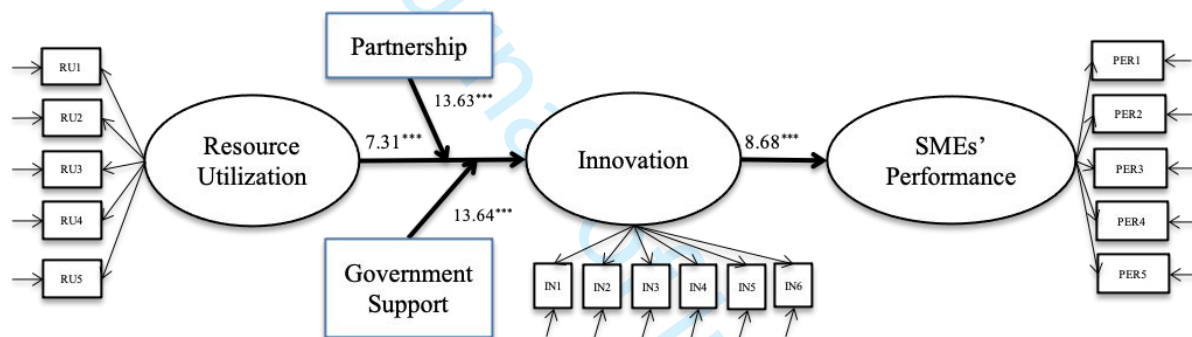 Partnership
13.63***
RU1
RU2
RU3
RU4
RU5
Resource
Utilization
7.31***
13.64***
Government
Support
Innovation
IN1
IN2
IN3
IN4
IN5
IN6
8.68***
SMEs'
Performance
PER1
PER2
PER3
PER4
PER5